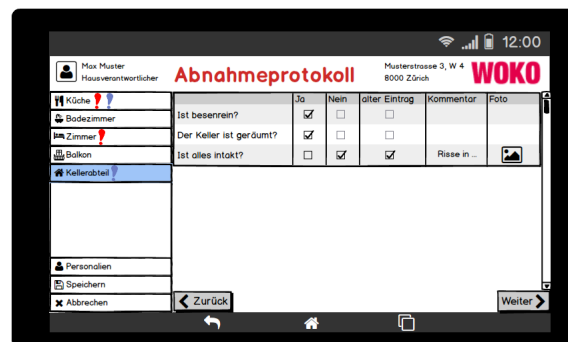 12:00
Max Muster
Hausverantwortlicher
Abnahmeprotokoll
Musterstrasse 3, W 4
8000 Zürich
WOKO
Küche
Badezimmer
Zimmer
Balkon
Kellerabteil
Personalien
Speichern
Abbrechen
Ja Nein alter Eintrag Kommentar Foto
Ist besenrein?
Der Keller ist geräumt?
Ist alles intakt? Risse in ...
Zurück
Weiter